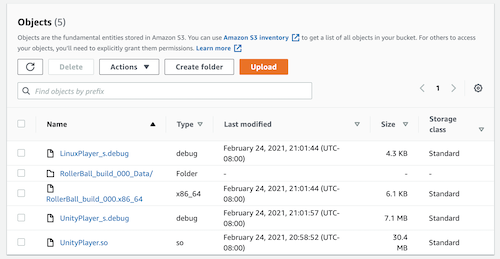 Objects (5)
Objects are the fundamental entities stored in Amazon S3. You can use Amazon S3 inventory to get a list of all objects in your bucket. For others to access
your objects, you'll need to explicitly grant them permissions. Learn more
Delete Actions Create folder Upload
Find objects by prefix
1
Name Type Last modified Size Storage
class
LinuxPlayer_s.debug debug February 24, 2021, 21:01:44 (UTC-
08:00) 4.3 KB Standard
RollerBall_build_000_Data/ Folder - - -
RollerBall_build_000.x86_64 x86_64 February 24, 2021, 21:01:44 (UTC-
08:00) 6.1 KB Standard
UnityPlayer_s.debug debug February 24, 2021, 21:01:57 (UTC-
08:00) 7.1 MB Standard
UnityPlayer.so so February 24, 2021, 20:58:52 (UTC-
08:00) 30.4
MB Standard